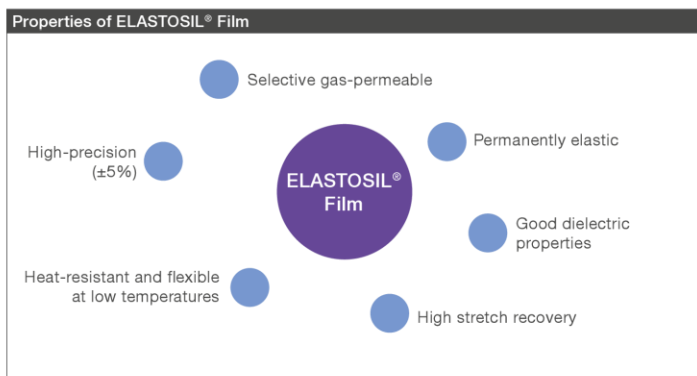 Properties of ELASTOSIL® Film
Selective gas-permeable
Permanently elastic
High-precision
(±5%)
ELASTOSIL®
Film
Good dielectric
properties
Heat-resistant and flexible
at low temperatures
High stretch recovery